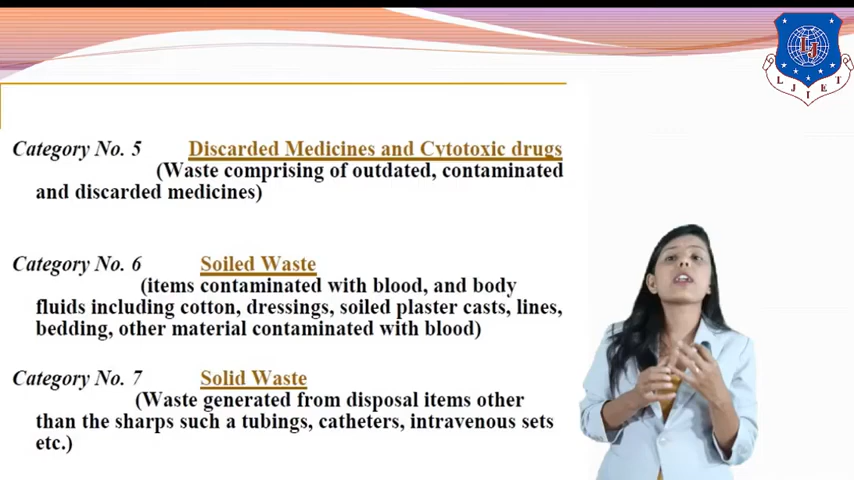 LJ
LJIET
Category No. 5 Discarded Medicines and Cytotoxic drugs
(Waste comprising of outdated, contaminated
and discarded medicines)
Category No. 6 Soiled Waste
(items contaminated with blood, and body
fluids including cotton, dressings, soiled plaster casts, lines,
bedding, other material contaminated with blood)
Category No. 7 Solid Waste
(Waste generated from disposal items other
than the sharps such a tubings, catheters, intravenous sets
etc.)